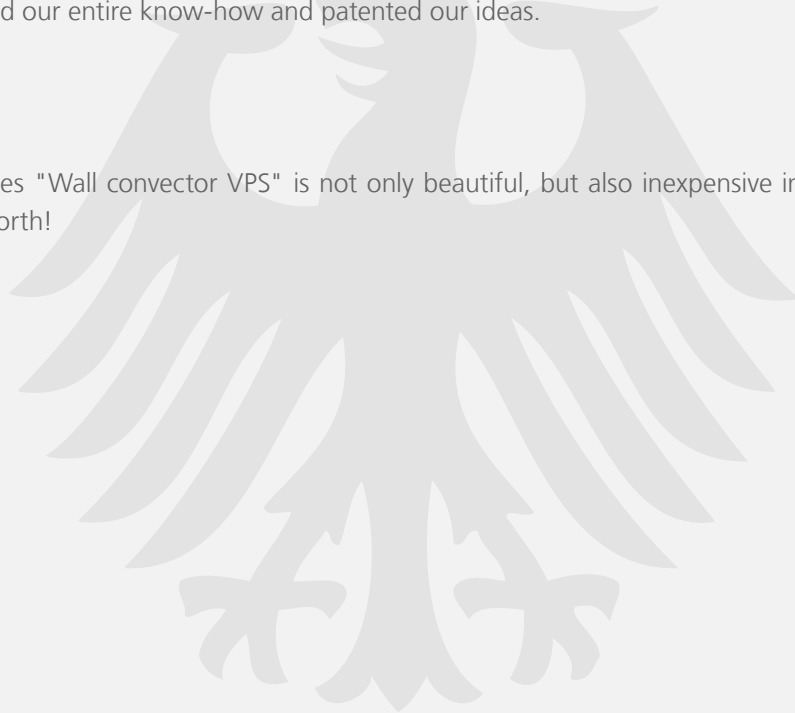 d our entire know-how and patented our ideas.
es "Wall convector VPS" is not only beautiful, but also inexpensive in
orth!